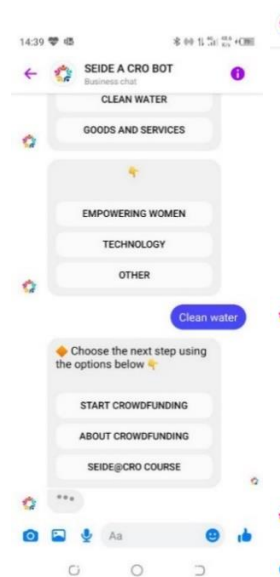 14:39
SEIDE A CRO BOT
Business chat
CLEAN WATER
GOODS AND SERVICES
EMPOWERING WOMEN
TECHNOLOGY
OTHER
Clean water
Choose the next step using
the options below
START CROWDFUNDING
ABOUT CROWDFUNDING
SEIDE@CRO COURSE
Aa